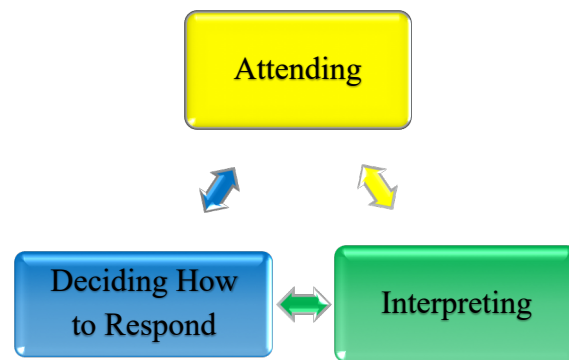 Attending
Deciding How
to Respond
Interpreting